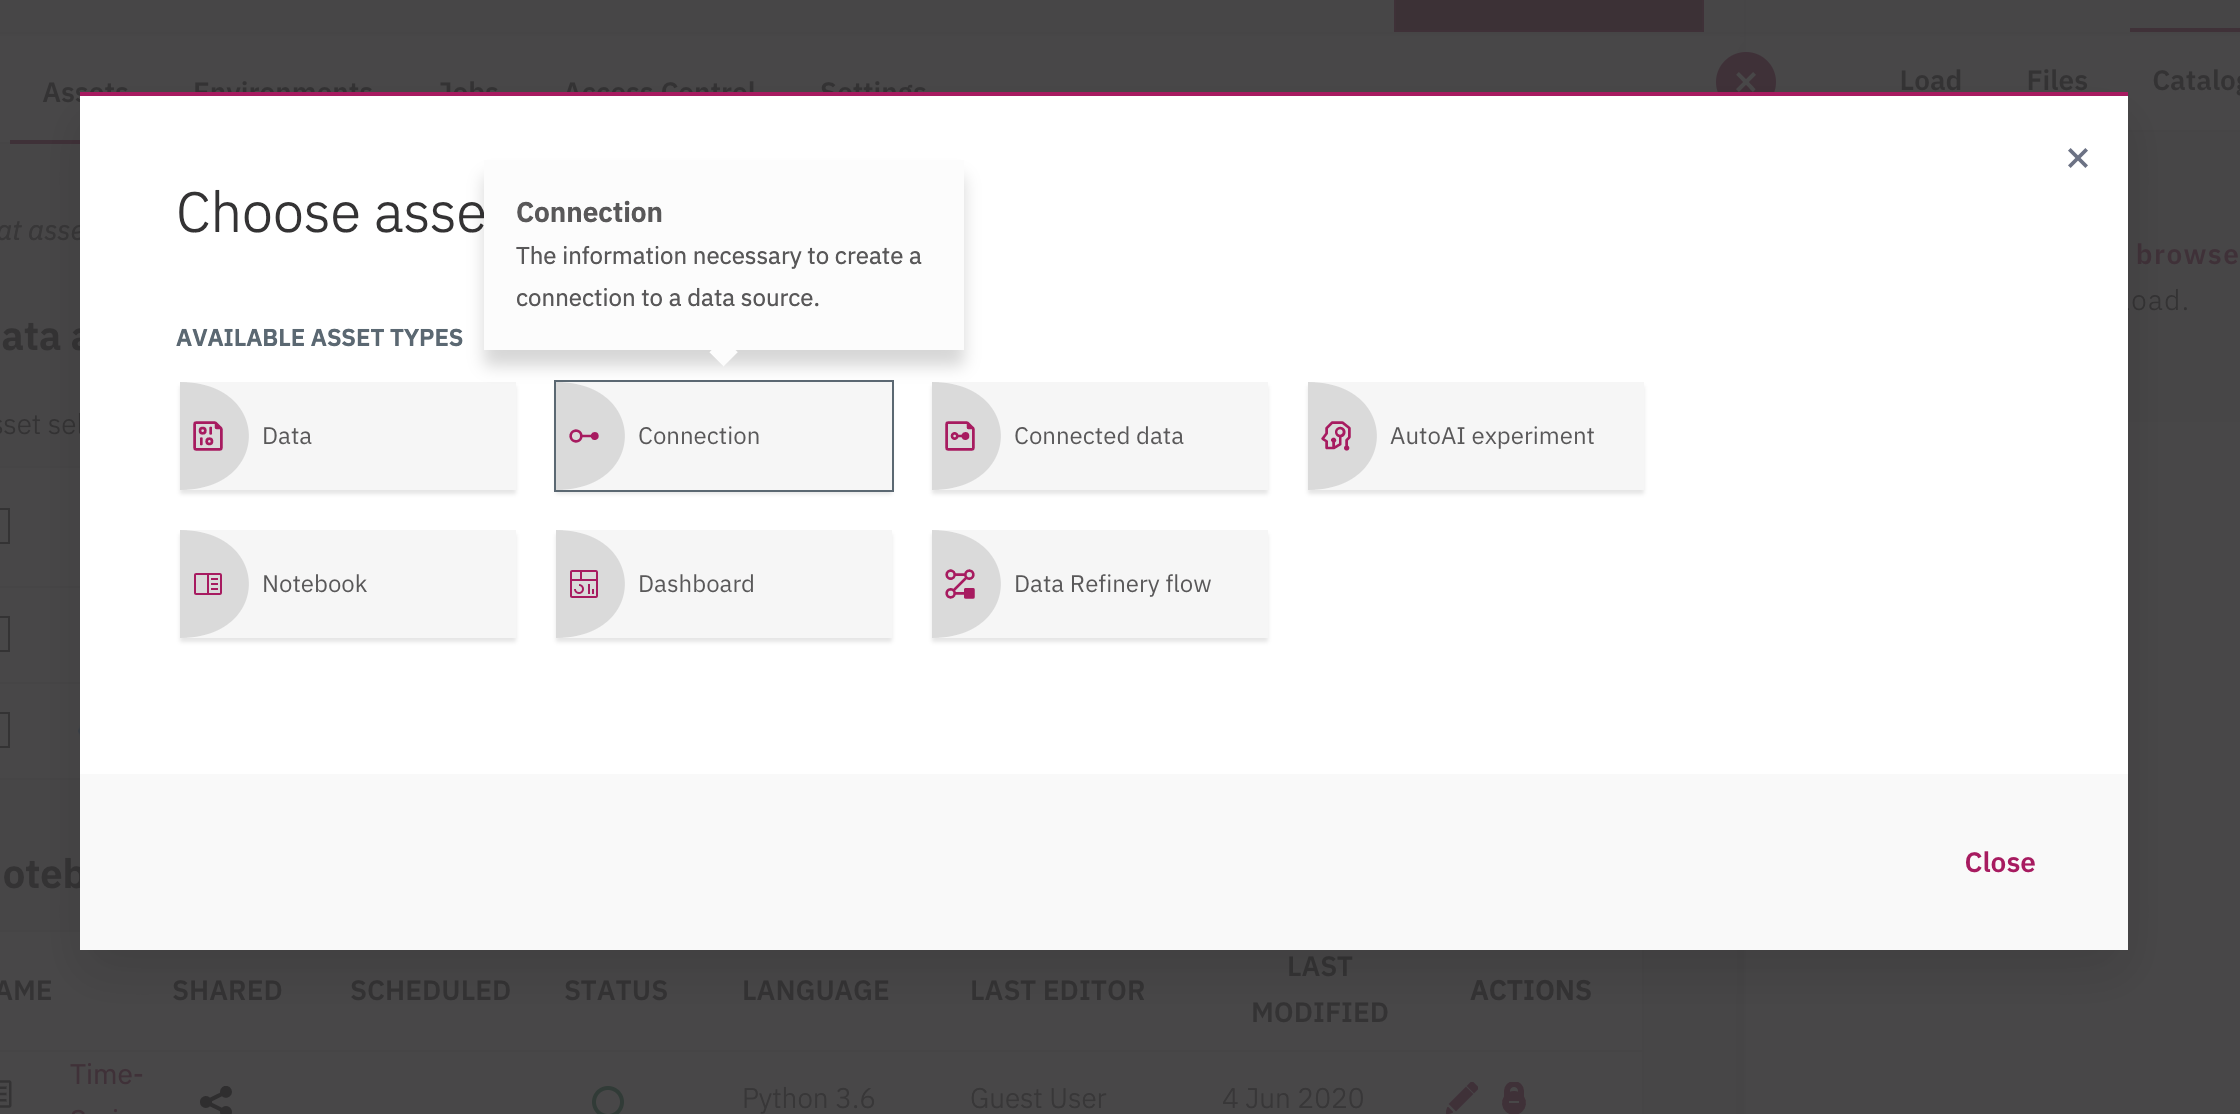 Assets Environments Jobs Access Control Settings
Load Files Catalog
Choose asse
Connection
The information necessary to create a
connection to a data source.
at asse
browse
oad.
AVAILABLE ASSET TYPES
ata a
sset sel
Data
Connection
Connected data
AutoAI experiment
Notebook
Dashboard
Data Refinery flow
Close
oteb
AME SHARED SCHEDULED STATUS LANGUAGE LAST EDITOR LAST MODIFIED ACTIONS
Time-
Python 3.6 Guest User 4 Jun 2020